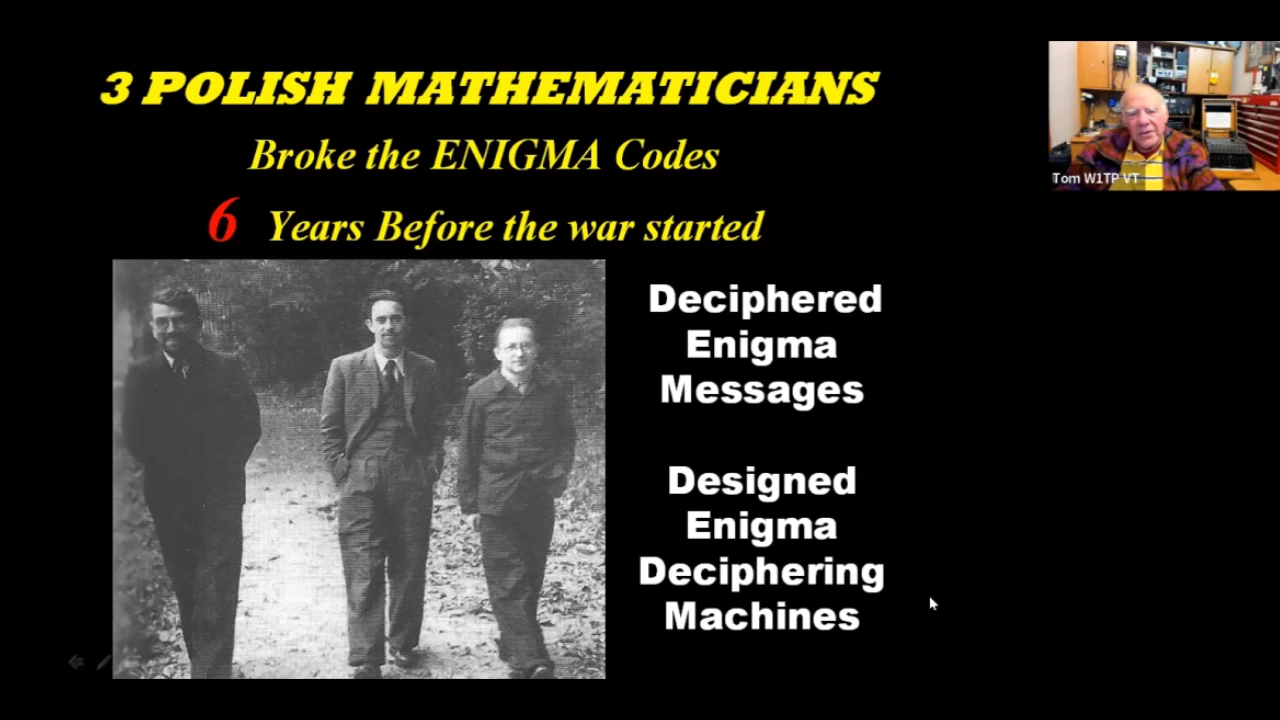 3 POLISH MATHEMATICIANS
Broke the ENIGMA Codes
6 Years Before the war started
Deciphered
Enigma
Messages
Designed
Enigma
Deciphering
Machines
Tom W1TP VT